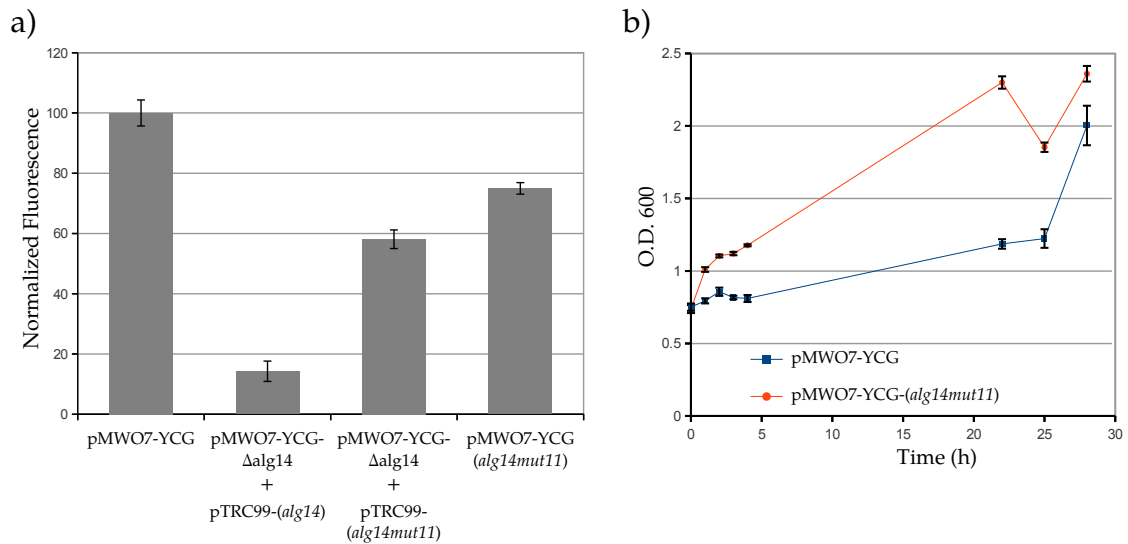 a)
120
100
80
60
40
20
0
Normalized Fluorescence
pMWO7-YCG
pMWO7-YCG-
Δalg14
+
pTRC99-(alg14)
pMWO7-YCG-
Δalg14
+
pTRC99-
(alg14mut11)
pMWO7-YCG
(alg14mut11)
b)
2.5
2
1.5
1
0.5
0
O.D. 600
pMWO7-YCG
pMWO7-YCG-(alg14mut11)
0 5 10 15 20 25 30
Time (h)